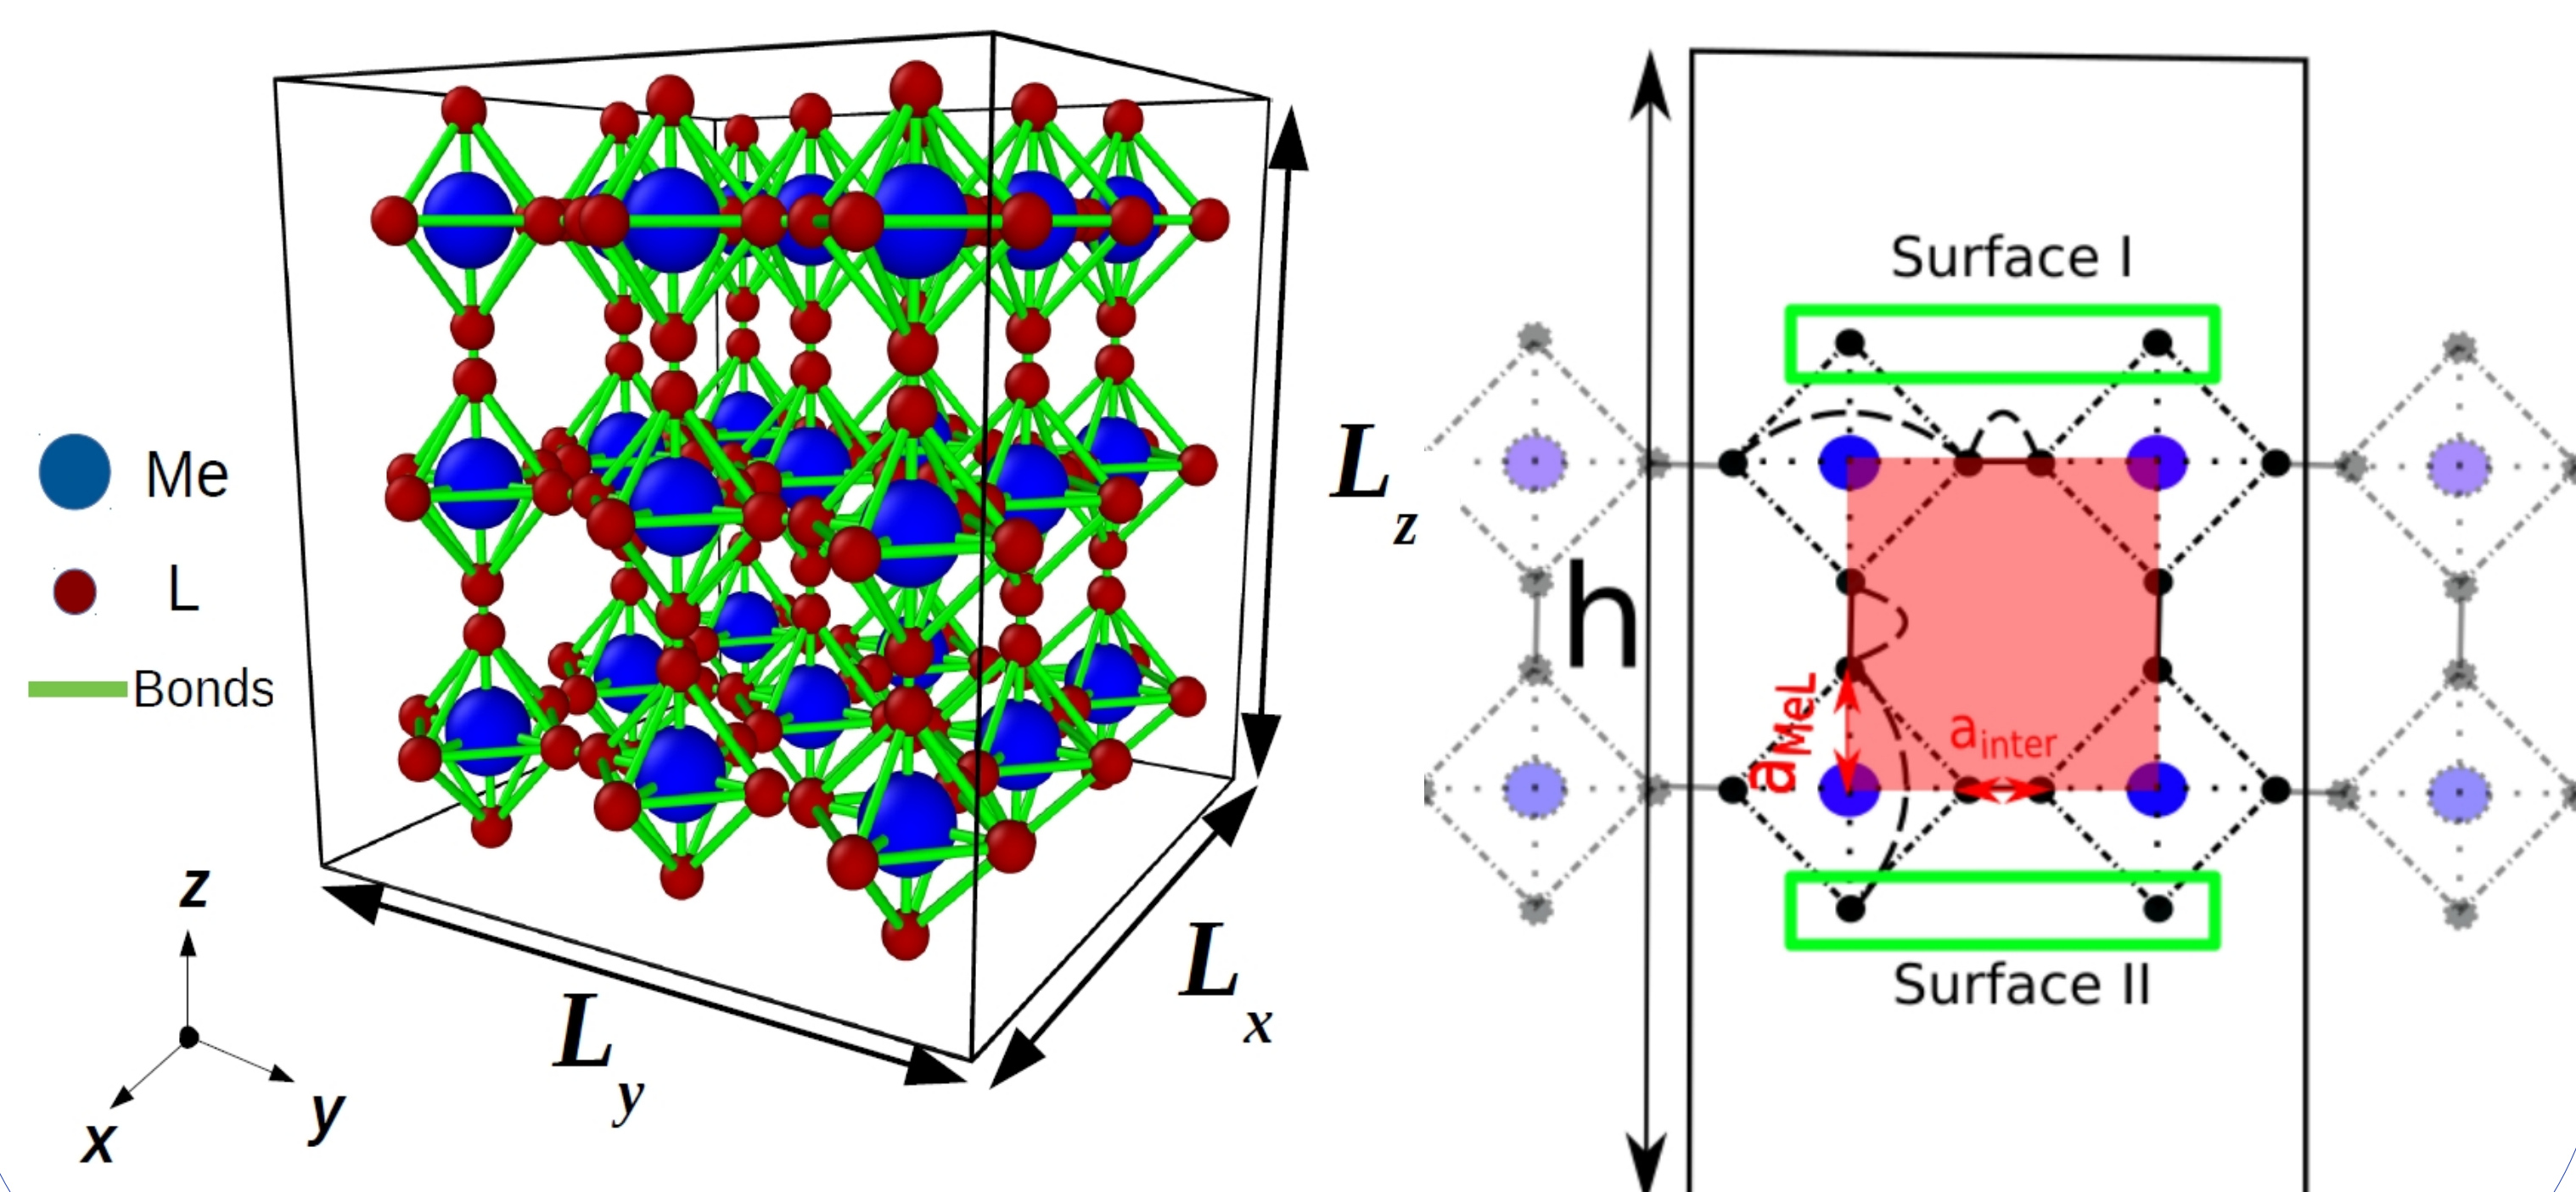 Me
L
Bonds
z
x
y
L y
L x
L z
h
Surface I
a MeL
a inter
Surface II